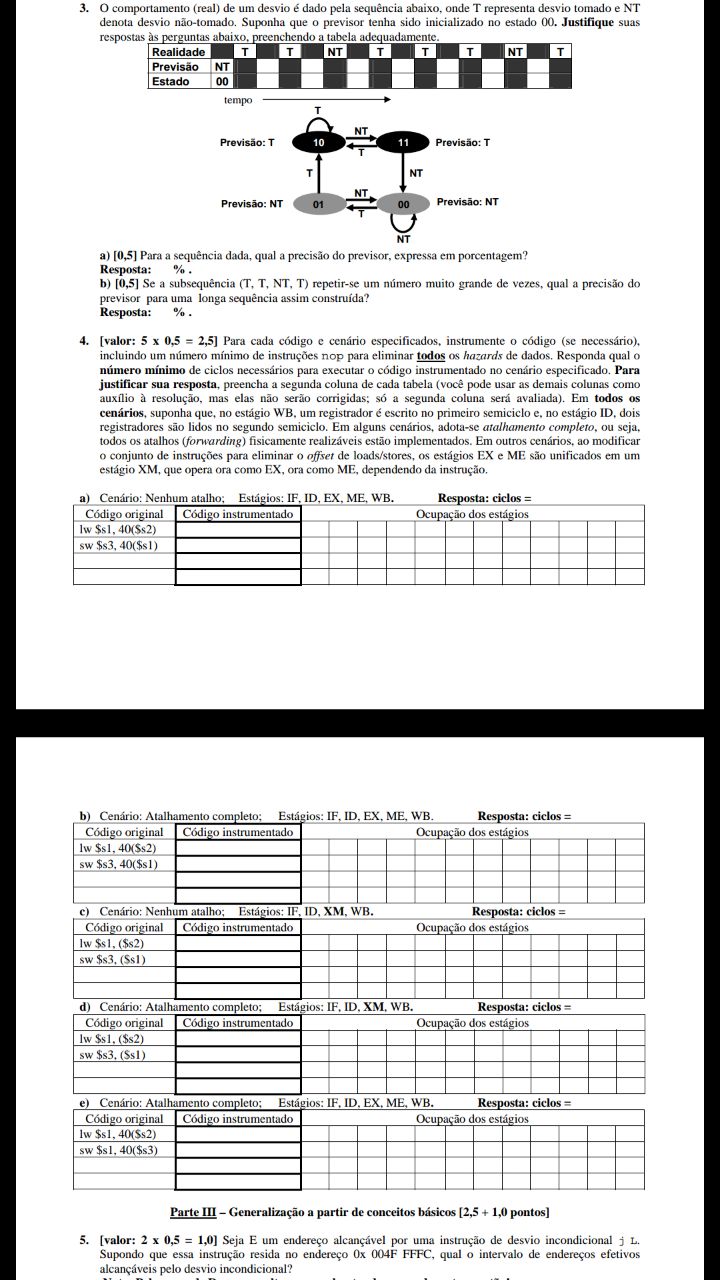 3. O comportamento (real) de um desvio é dado pela sequência abaixo, onde T representa desvio tomado e NT
denota desvio não-tomado. Suponha que o previsor tenha sido inicializado no estado 00. Justifique suas
respostas às perguntas abaixo, preenchendo a tabela adequadamente.
Realidade T T NT T T T NT T
Previsão NT
Estado 00
tempo
T
Previsão: T 10 NT 11 Previsão: T
T
T NT
Previsão: NT 01 NT 00 Previsão: NT
T
NT
a) [0,5] Para a sequência dada, qual a precisão do previsor, expressa em porcentagem?
Resposta: % .
b) [0,5] Se a subsequência (T, T, NT, T) repetir-se um número muito grande de vezes, qual a precisão do
previsor para uma longa sequência assim construída?
Resposta: % .
4. [valor: 5 x 0,5 = 2,5] Para cada código e cenário especificados, instrumente o código (se necessário),
incluindo um número mínimo de instruções nop para eliminar todos os hazards de dados. Responda qual o
número mínimo de ciclos necessários para executar o código instrumentado no cenário especificado. Para
justificar sua resposta, preencha a segunda coluna de cada tabela (você pode usar as demais colunas como
auxílio à resolução, mas elas não serão corrigidas; só a segunda coluna será avaliada). Em todos os
cenários, suponha que, no estágio WB, um registrador é escrito no primeiro semiciclo e, no estágio ID, dois
registradores são lidos no segundo semiciclo. Em alguns cenários, adota-se atalhamento completo, ou seja,
todos os atalhos (forwarding) fisicamente realizáveis estão implementados. Em outros cenários, ao modificar
o conjunto de instruções para eliminar o offset de loads/stores, os estágios EX e ME são unificados em um
estágio XM, que opera ora como EX, ora como ME, dependendo da instrução.
a) Cenário: Nenhum atalho; Estágios: IF, ID, EX, ME, WB. Resposta: ciclos =
Código original Código instrumentado Ocupação dos estágios
lw $s1, 40($s2)
sw $s3, 40($s1)
b) Cenário: Atalhamento completo; Estágios: IF, ID, EX, ME, WB. Resposta: ciclos =
Código original Código instrumentado Ocupação dos estágios
lw $s1, 40($s2)
sw $s3, 40($s1)
c) Cenário: Nenhum atalho; Estágios: IF, ID, XM, WB. Resposta: ciclos =
Código original Código instrumentado Ocupação dos estágios
lw $s1, ($s2)
sw $s3, ($s1)
d) Cenário: Atalhamento completo; Estágios: IF, ID, XM, WB. Resposta: ciclos =
Código original Código instrumentado Ocupação dos estágios
lw $s1, ($s2)
sw $s3, ($s1)
e) Cenário: Atalhamento completo; Estágios: IF, ID, EX, ME, WB. Resposta: ciclos =
Código original Código instrumentado Ocupação dos estágios
lw $s1, 40($s2)
sw $s1, 40($s3)
Parte III – Generalização a partir de conceitos básicos [2,5 + 1,0 pontos]
5. [valor: 2 x 0,5 = 1,0] Seja E um endereço alcançável por uma instrução de desvio incondicional j L.
Supondo que essa instrução resida no endereço 0x 004F FFFC, qual o intervalo de endereços efetivos
alcançáveis pelo desvio incondicional?